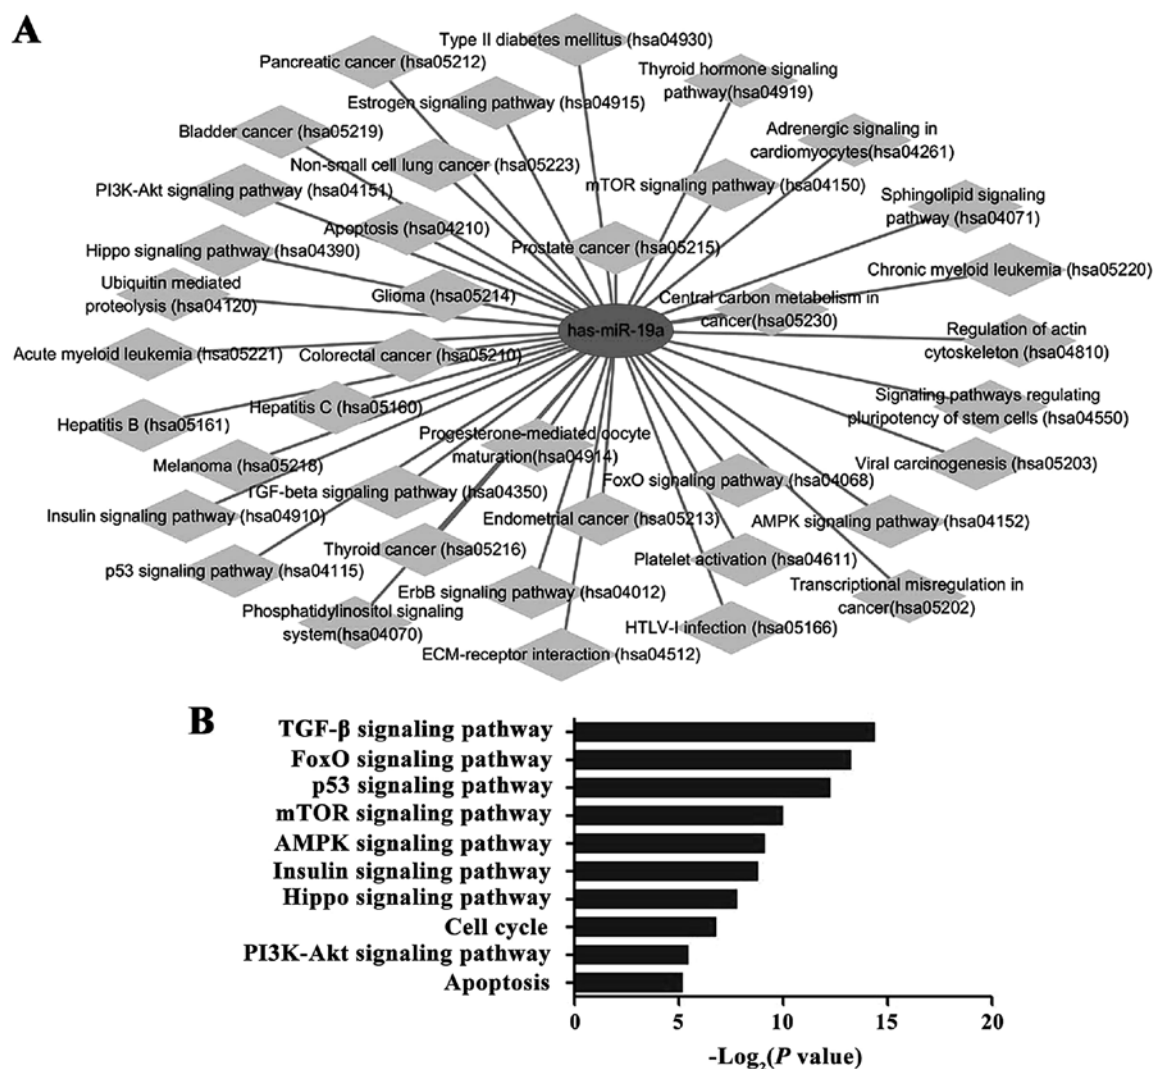 A
Type II diabetes mellitus (hsa04930)
Pancreatic cancer (hsa05212)
Thyroid hormone signaling
pathway(hsa04919)
Estrogen signaling pathway (hsa04915)
Bladder cancer (hsa05219)
Adrenergic signaling in
cardiomyocytes(hsa04261)
Non-small cell lung cancer (hsa05223)
PI3K-Akt signaling pathway (hsa04151)
mTOR signaling pathway (hsa04150)
Sphingolipid signaling
pathway (hsa04071)
Apoptosis (hsa04210)
Prostate cancer (hsa05215)
Hippo signaling pathway (hsa04390)
Chronic myeloid leukemia (hsa05220)
Ubiquitin mediated
proteolysis (hsa04120)
Glioma (hsa05214)
Central carbon metabolism in
cancer(hsa05230)
has-miR-19a
Regulation of actin
cytoskeleton (hsa04810)
Acute myeloid leukemia (hsa05221)
Colorectal cancer (hsa05210)
Signaling pathways regulating
pluripotency of stem cells (hsa04550)
Hepatitis C (hsa05160)
Hepatitis B (hsa05161)
Progesterone-mediated oocyte
maturation(hsa04914)
Viral carcinogenesis (hsa05203)
Melanoma (hsa05218)
FoxO signaling pathway (hsa04068)
TGF-beta signaling pathway (hsa04350)
Insulin signaling pathway (hsa04910)
Endometrial cancer (hsa05213)
AMPK signaling pathway (hsa04152)
Thyroid cancer (hsa05216)
Platelet activation (hsa04611)
p53 signaling pathway (hsa04115)
Transcriptional misregulation in
cancer(hsa05202)
ErbB signaling pathway (hsa04012)
Phosphatidylinositol signaling
system(hsa04070)
HTLV-I infection (hsa05166)
ECM-receptor interaction (hsa04512)
B
TGF-β signaling pathway
FoxO signaling pathway
p53 signaling pathway
mTOR signaling pathway
AMPK signaling pathway
Insulin signaling pathway
Hippo signaling pathway
Cell cycle
PI3K-Akt signaling pathway
Apoptosis
0 5 10 15 20
-Log₂(P value)